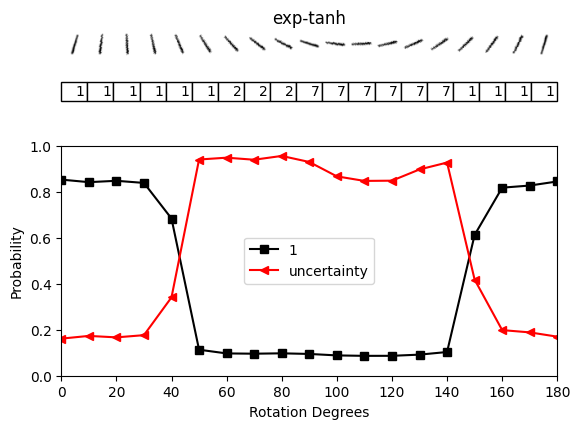 exp-tanh
1 1 1 1 1 1 2 2 2 7 7 7 7 7 7 1 1 1 1
1.0
0.8
0.6
0.4
0.2
0.0
Probability
1
uncertainty
0 20 40 60 80 100 120 140 160 180
Rotation Degrees